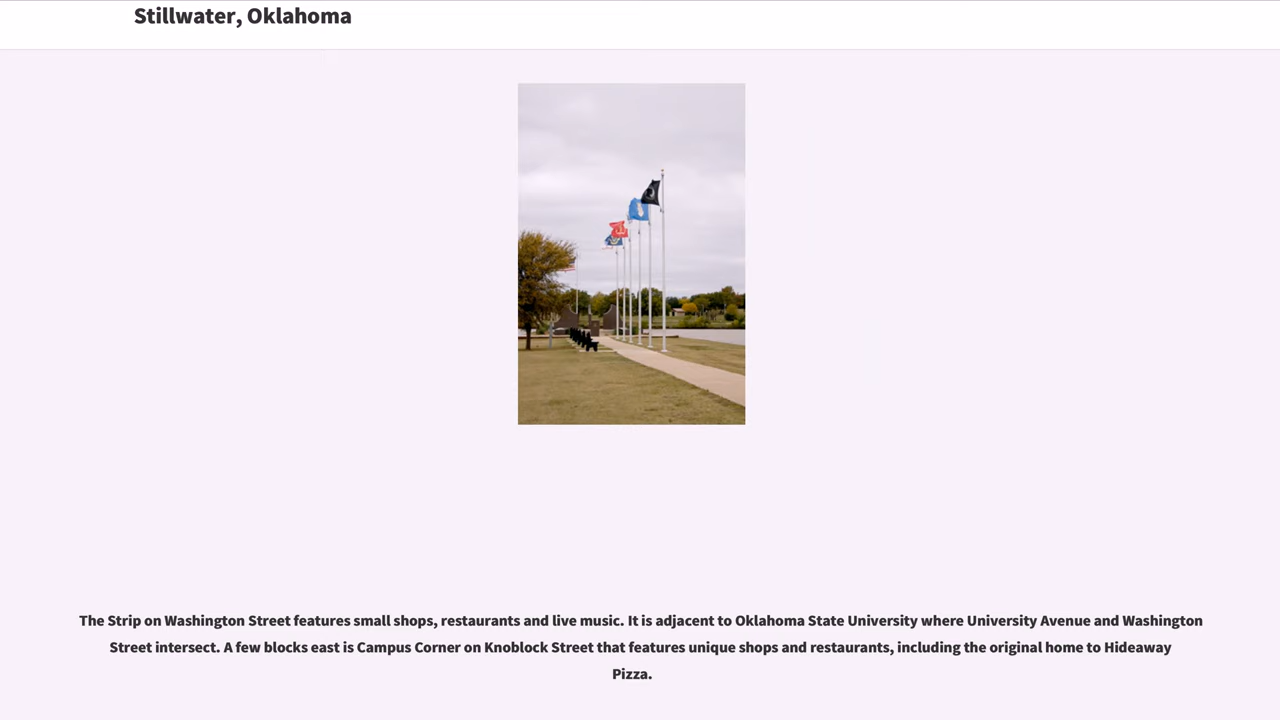 Stillwater, Oklahoma
The Strip on Washington Street features small shops, restaurants and live music. It is adjacent to Oklahoma State University where University Avenue and Washington
Street intersect. A few blocks east is Campus Corner on Knoblock Street that features unique shops and restaurants, including the original home to Hideaway
Pizza.